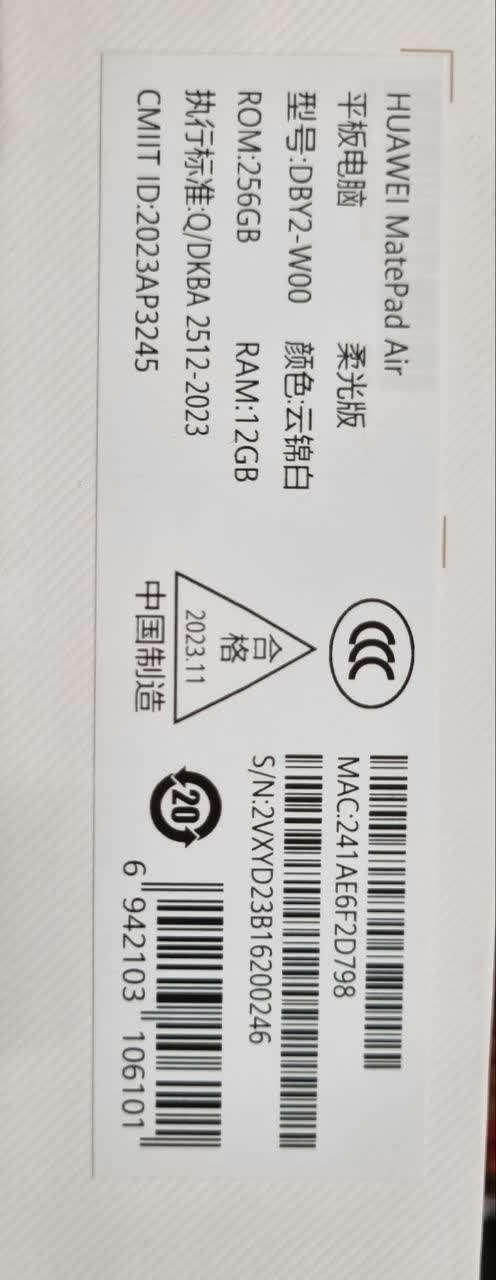 HUAWEI MatePad Air
平板电脑 柔光版
型号:DBY2-W00 颜色:云锦白
ROM:256GB RAM:12GB
执行标准:Q/DKBA 2512-2023
CMIIT ID:2023AP3245
CCC
合格
2023.11
中国制造
MAC:241AE6F2D798
S/N:2VXYD23B16200246
20
6 942103 106101